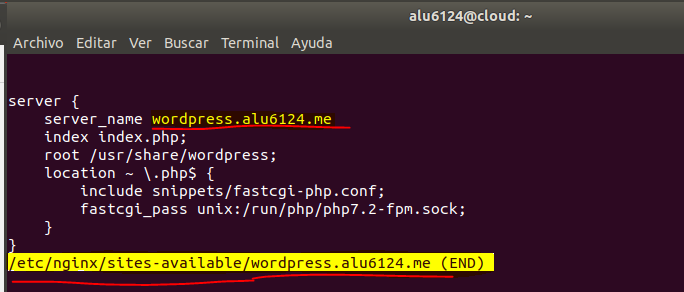 alu6124@cloud: ~
Archivo Editar Ver Buscar Terminal Ayuda
server {
    server_name wordpress.alu6124.me
    index index.php;
    root /usr/share/wordpress;
    location ~ \.php$ {
        include snippets/fastcgi-php.conf;
        fastcgi_pass unix:/run/php/php7.2-fpm.sock;
    }
}
/etc/nginx/sites-available/wordpress.alu6124.me (END)